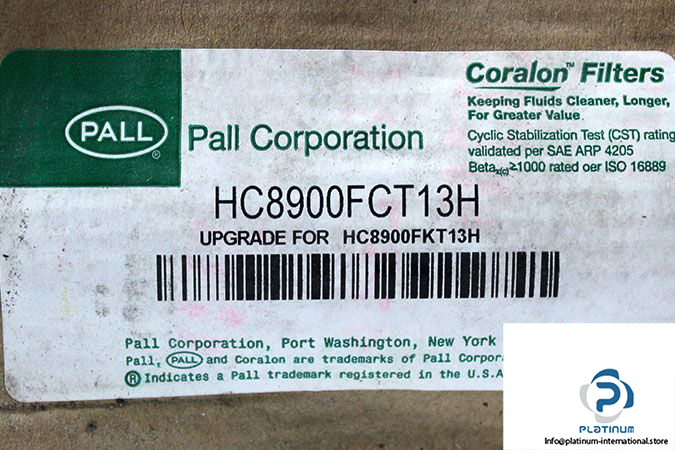 PALL
®
Pall Corporation
Coralon™ Filters
Keeping Fluids Cleaner, Longer,
For Greater Value
Cyclic Stabilization Test (CST) rating
validated per SAE ARP 4205
Betax(c)≥1000 rated oer ISO 16889
HC8900FCT13H
UPGRADE FOR HC8900FKT13H
Pall Corporation, Port Washington, New York
Pall, PALL and Coralon are trademarks of Pall Corpora
® Indicates a Pall trademark registered in the U.S.A
PLATINUM
Info@platinum-international.store